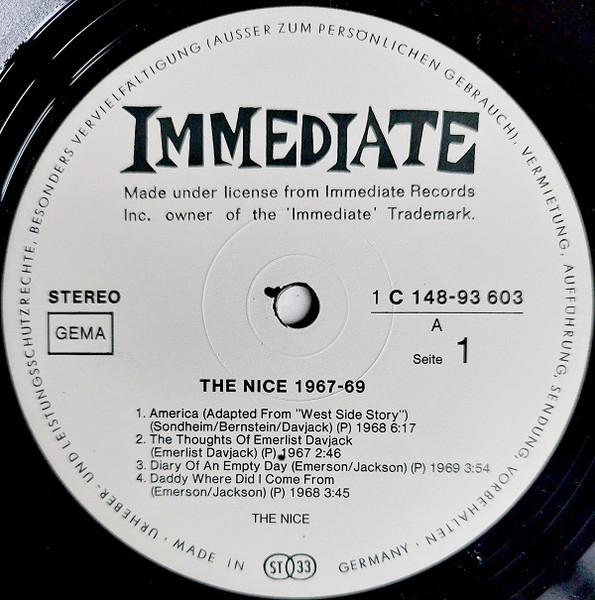 URHEBER- UND LEISTUNGSSCHUTZRECHTE, BESONDERS VERVIELFÄLTIGUNG (AUSSER ZUM PERSÖNLICHEN GEBRAUCH), VERMIETUNG, AUFFÜHRUNG, SENDUNG, VORBEHALTEN ·
IMMEDIATE
Made under license from Immediate Records
Inc. owner of the 'Immediate' Trademark.
STEREO
GEMA
1 C 148-93 603
A
Seite 1
THE NICE 1967-69
1. America (Adapted From "West Side Story")
(Sondheim/Bernstein/Davjack) (P) 1968 6:17
2. The Thoughts Of Emerlist Davjack
(Emerlist Davjack) (P) 1967 2:46
3. Diary Of An Empty Day (Emerson/Jackson) (P) 1969 3:54
4. Daddy Where Did I Come From
(Emerson/Jackson) (P) 1968 3:45
THE NICE
· MADE IN GERMANY ·
ST 33